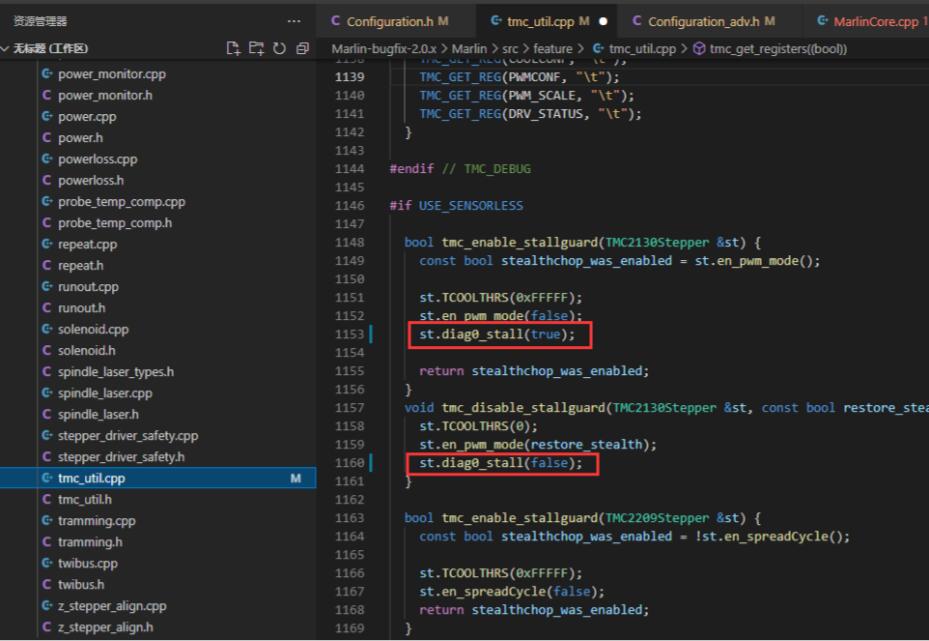 资源管理器 ...
C Configuration.h M
tmc_util.cpp M ●
C Configuration_adv.h M
MarlinCore.cpp
无标题 (工作区)
Marlin-bugfix-2.0.x > Marlin > src > feature > tmc_util.cpp > tmc_get_registers((bool))
power_monitor.cpp
C power_monitor.h
power.cpp
C power.h
powerloss.cpp
C powerloss.h
probe_temp_comp.cpp
C probe_temp_comp.h
repeat.cpp
C repeat.h
runout.cpp
C runout.h
solenoid.cpp
C solenoid.h
C spindle_laser_types.h
spindle_laser.cpp
C spindle_laser.h
stepper_driver_safety.cpp
C stepper_driver_safety.h
tmc_util.cpp M
C tmc_util.h
tramming.cpp
C tramming.h
twibus.cpp
C twibus.h
z_stepper_align.cpp
C z_stepper_align.h
1138 TMC_GET_REG(COOLCONF, "\t");
1139 TMC_GET_REG(PWMCONF, "\t");
1140 TMC_GET_REG(PWM_SCALE, "\t");
1141 TMC_GET_REG(DRV_STATUS, "\t");
1142 }
1143
1144 #endif // TMC_DEBUG
1145
1146 #if USE_SENSORLESS
1147
1148 bool tmc_enable_stallguard(TMC2130Stepper &st) {
1149 const bool stealthchop_was_enabled = st.en_pwm_mode();
1150
1151 st.TCOOLTHRS(0xFFFFF);
1152 st.en_pwm_mode(false);
1153 st.diag0_stall(true);
1154
1155 return stealthchop_was_enabled;
1156 }
1157 void tmc_disable_stallguard(TMC2130Stepper &st, const bool restore_stea
1158 st.TCOOLTHRS(0);
1159 st.en_pwm_mode(restore_stealth);
1160 st.diag0_stall(false);
1161 }
1162
1163 bool tmc_enable_stallguard(TMC2209Stepper &st) {
1164 const bool stealthchop_was_enabled = !st.en_spreadCycle();
1165
1166 st.TCOOLTHRS(0xFFFFF);
1167 st.en_spreadCycle(false);
1168 return stealthchop_was_enabled;
1169 }